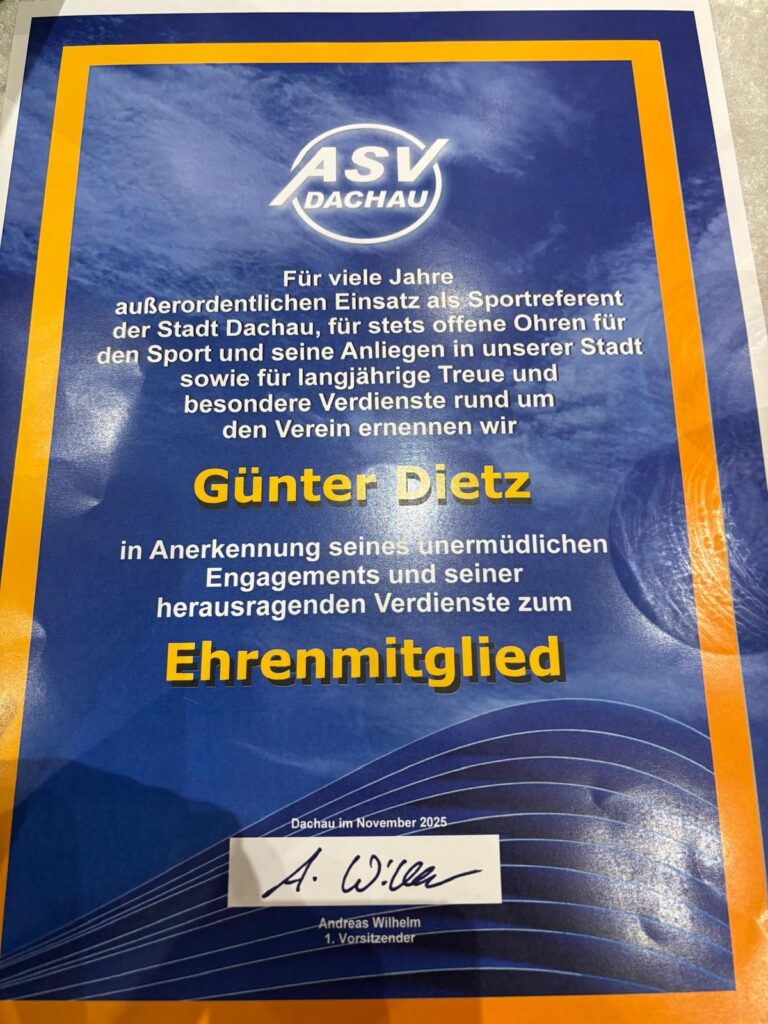 ASV
DACHAU
Für viele Jahre
außerordentlichen Einsatz als Sportreferent
der Stadt Dachau, für stets offene Ohren für
den Sport und seine Anliegen in unserer Stadt
sowie für langjährige Treue und
besondere Verdienste rund um
den Verein ernennen wir
Günter Dietz
in Anerkennung seines unermüdlichen
Engagements und seiner
herausragenden Verdienste zum
Ehrenmitglied
Dachau im November 2025
A. Wilhelm
Andreas Wilhelm
1. Vorsitzender